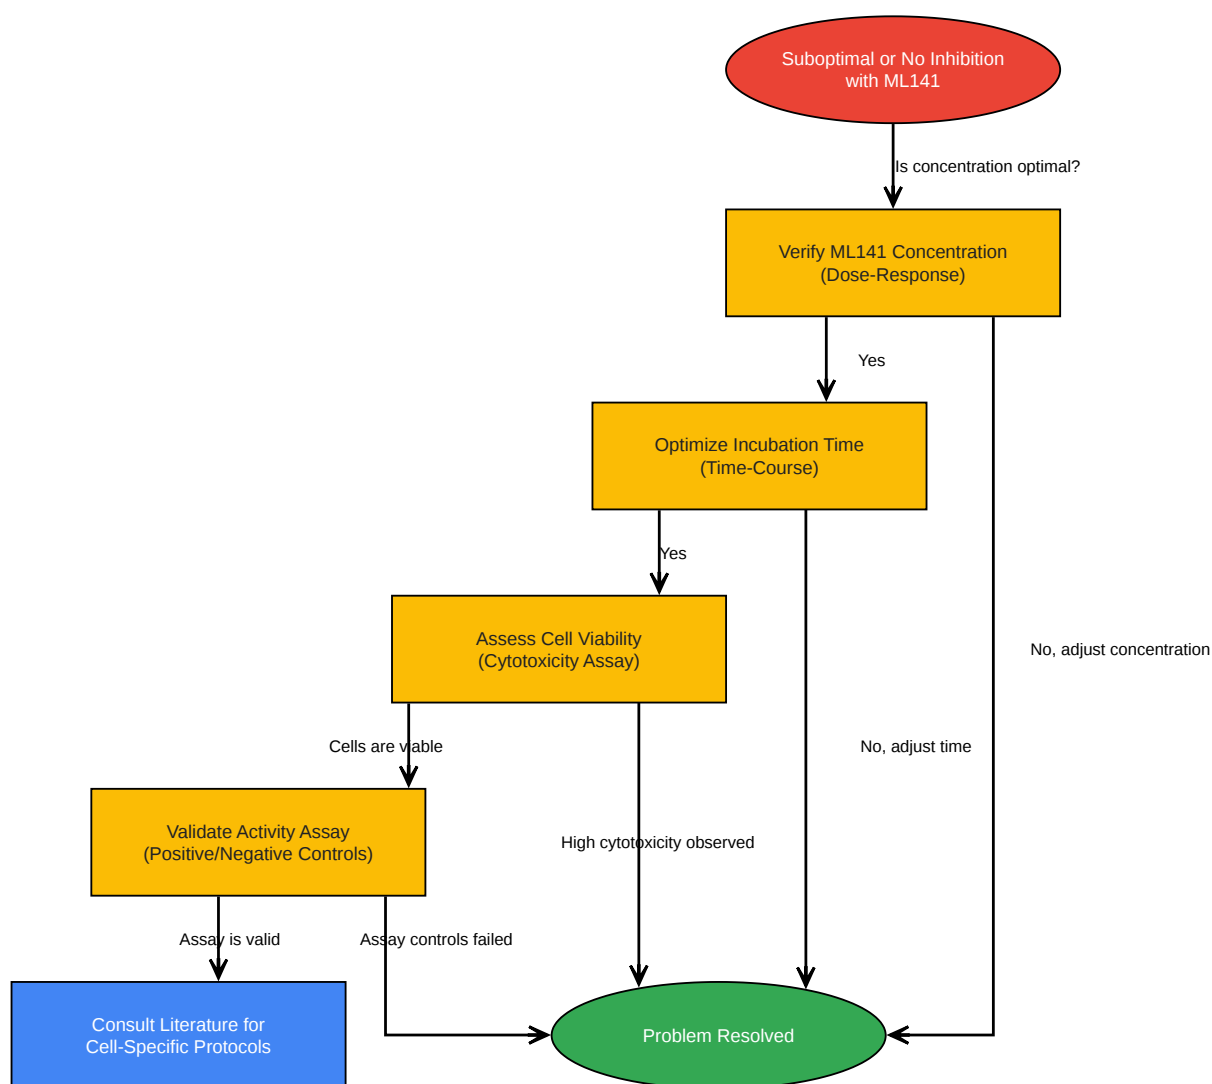 Suboptimal or No Inhibition
with ML141
Is concentration optimal?
Verify ML141 Concentration
(Dose-Response)
Yes
Optimize Incubation Time
(Time-Course)
Yes
Assess Cell Viability
(Cytotoxicity Assay)
No, adjust concentration
Cells are viable
No, adjust time
Validate Activity Assay
(Positive/Negative Controls)
High cytotoxicity observed
Assay is valid
Assay controls failed
Consult Literature for
Cell-Specific Protocols
Problem Resolved